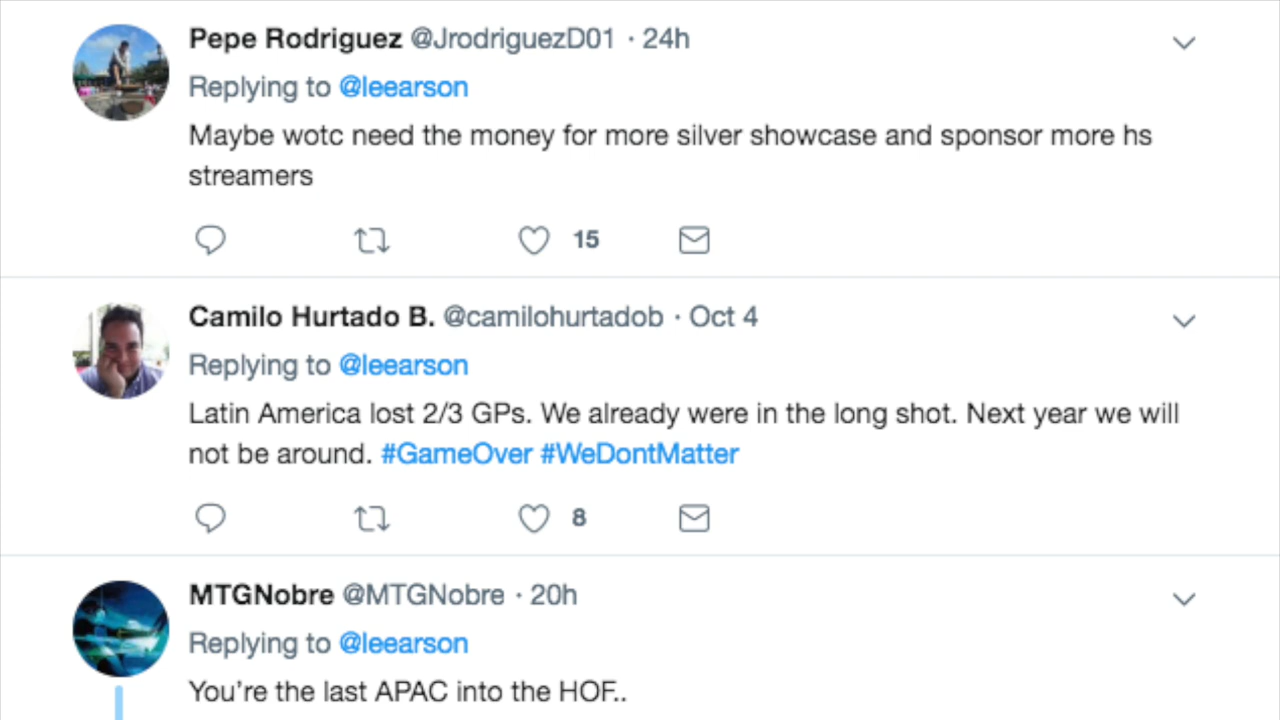 Pepe Rodriguez @JrodriguezD01 · 24h
Replying to @leearson
Maybe wotc need the money for more silver showcase and sponsor more hs
streamers
15
Camilo Hurtado B. @camilohurtadob · Oct 4
Replying to @leearson
Latin America lost 2/3 GPs. We already were in the long shot. Next year we will
not be around. #GameOver #WeDontMatter
8
MTGNobre @MTGNobre · 20h
Replying to @leearson
You're the last APAC into the HOF..